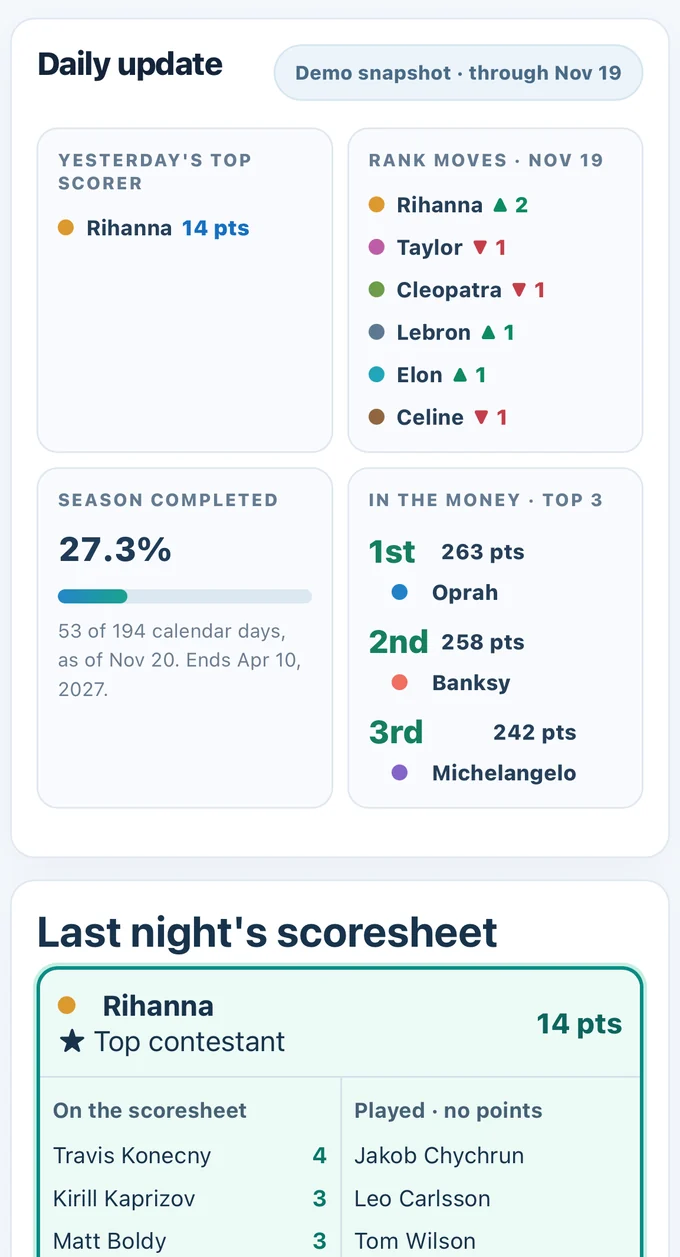 Daily update
Demo snapshot · through Nov 19
YESTERDAY'S TOP
SCORER
Rihanna 14 pts
RANK MOVES · NOV 19
Rihanna ▲ 2
Taylor ▼ 1
Cleopatra ▼ 1
Lebron ▲ 1
Elon ▲ 1
Celine ▼ 1
SEASON COMPLETED
27.3%
53 of 194 calendar days,
as of Nov 20. Ends Apr 10,
2027.
IN THE MONEY · TOP 3
1st 263 pts
Oprah
2nd 258 pts
Banksy
3rd 242 pts
Michelangelo
Last night's scoresheet
Rihanna
★ Top contestant
14 pts
On the scoresheet
Travis Konecny 4
Kirill Kaprizov 3
Matt Boldy 3
Played · no points
Jakob Chychrun
Leo Carlsson
Tom Wilson